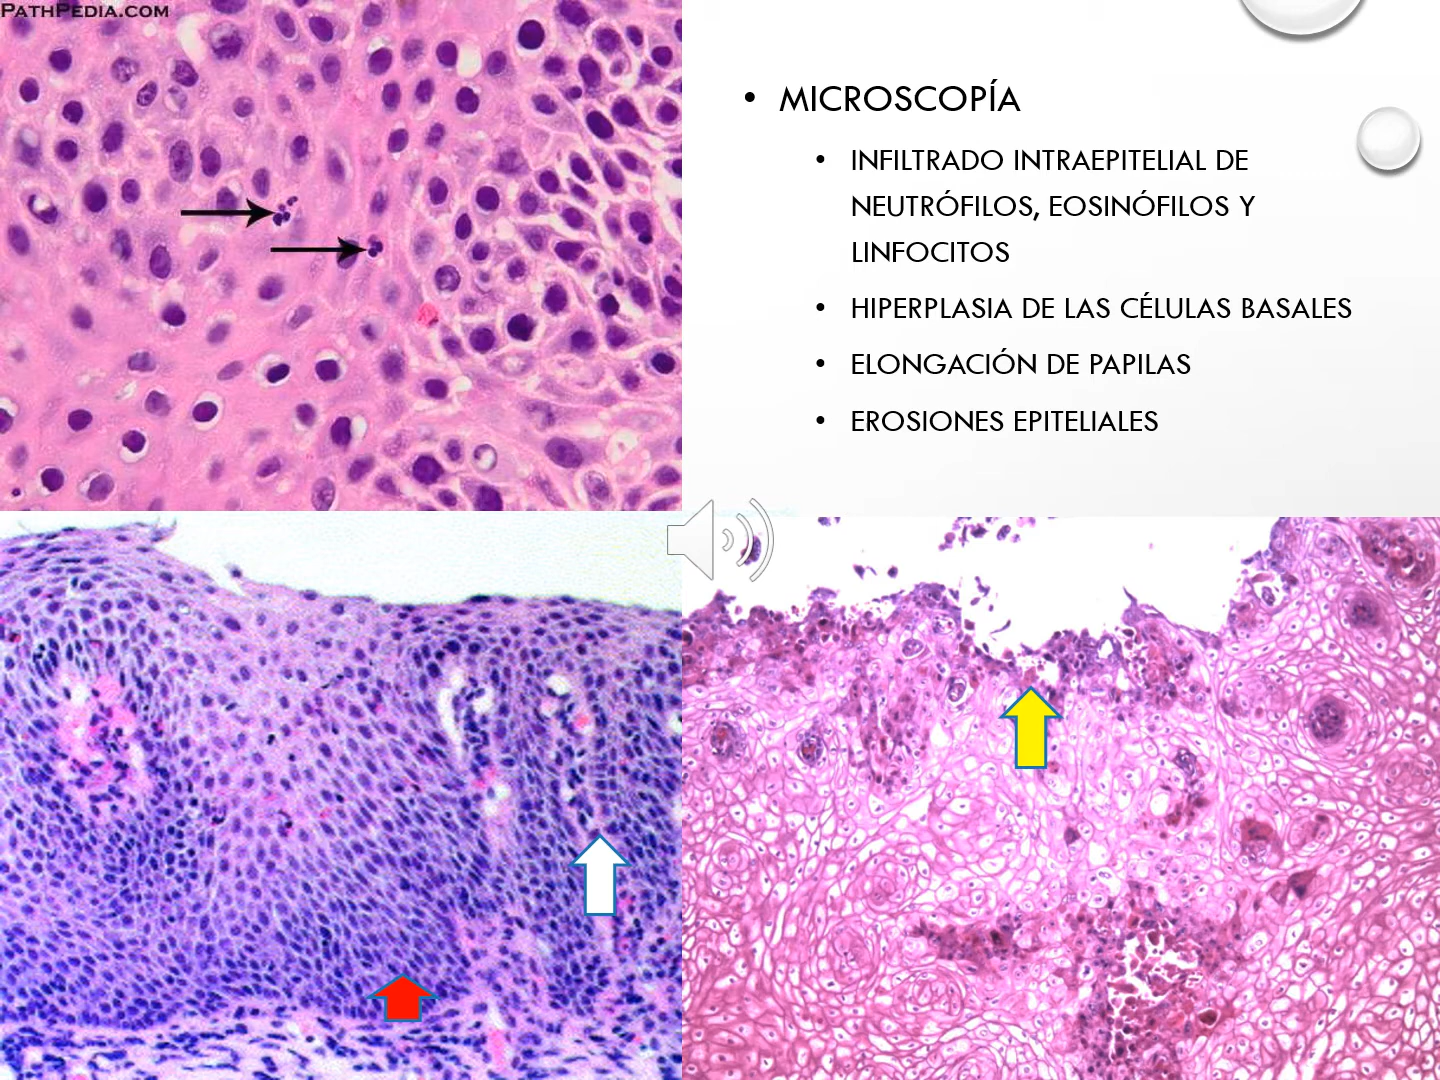 PATHPEDIA.COM
• MICROSCOPÍA
• INFILTRADO INTRAEPITELIAL DE
NEUTRÓFILOS, EOSINÓFILOS Y
LINFOCITOS
• HIPERPLASIA DE LAS CÉLULAS BASALES
• ELONGACIÓN DE PAPILAS
• EROSIONES EPITELIALES